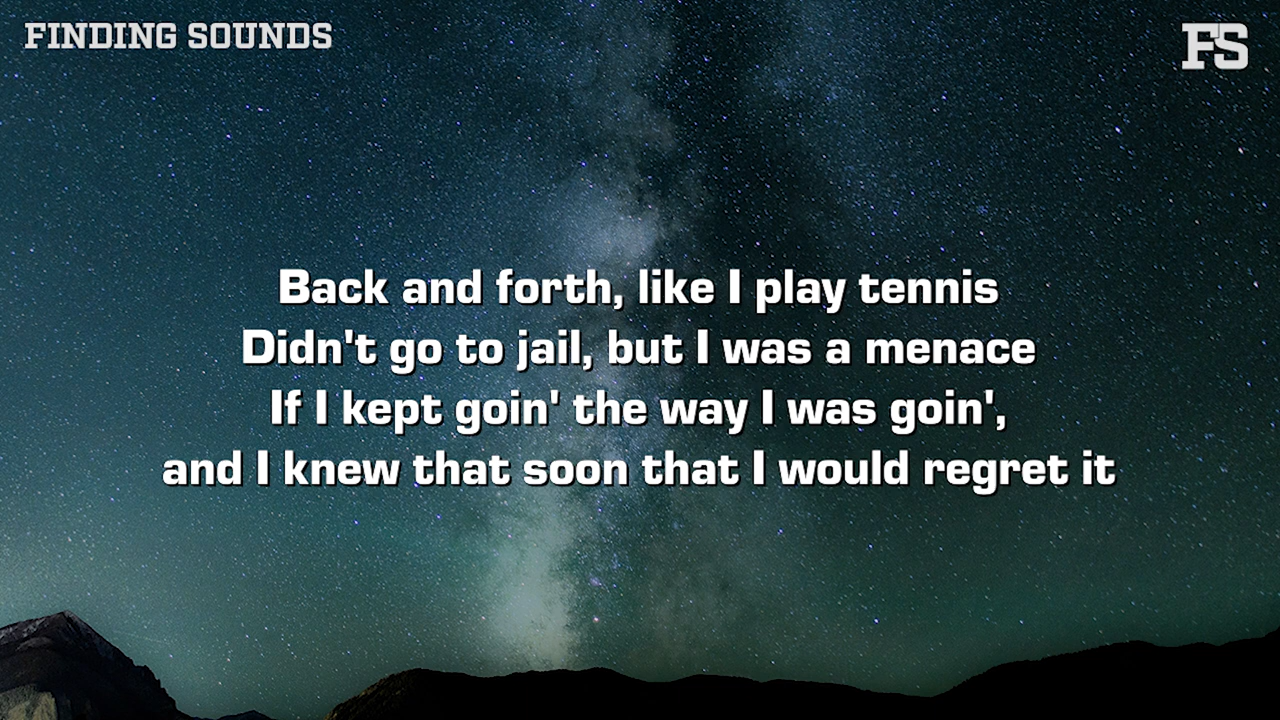 FINDING SOUNDS
FS
Back and forth, like I play tennis
Didn't go to jail, but I was a menace
If I kept goin' the way I was goin',
and I knew that soon that I would regret it